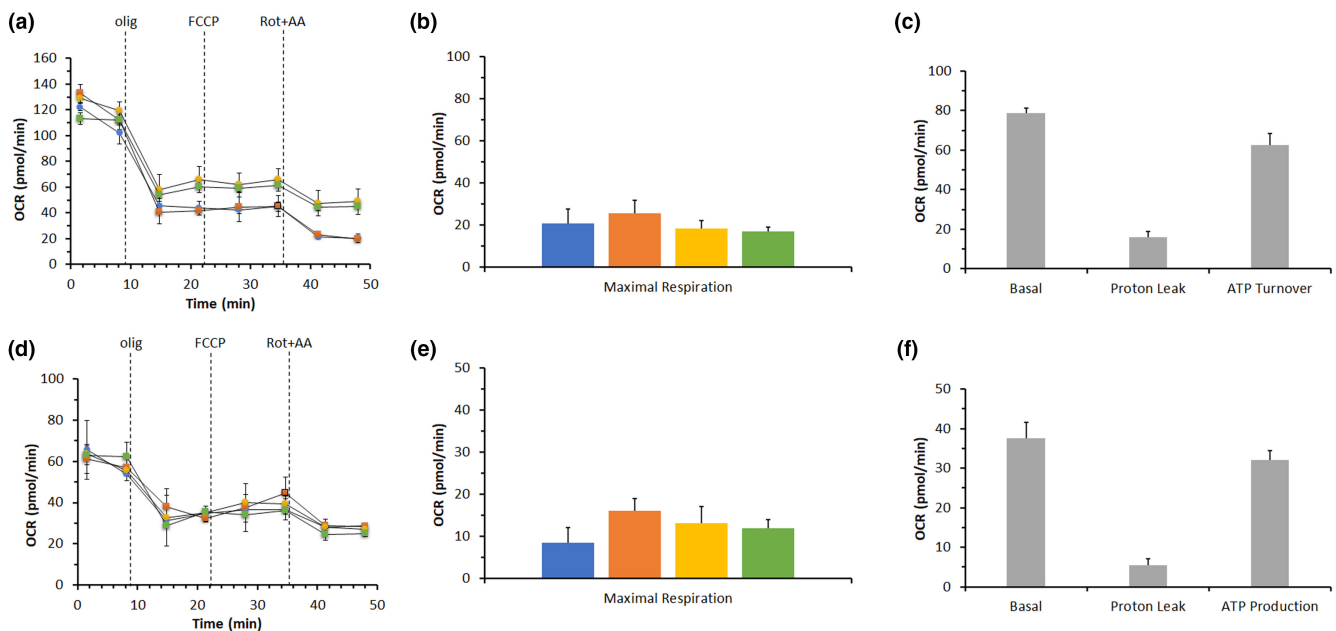 (a)
olig FCCP Rot+AA
OCR (pmol/min)
160
140
120
100
80
60
40
20
0
0 10 20 30 40 50
Time (min)
(b)
OCR (pmol/min)
100
80
60
40
20
0
Maximal Respiration
(c)
OCR (pmol/min)
100
80
60
40
20
0
Basal Proton Leak ATP Turnover
(d)
olig FCCP Rot+AA
OCR (pmol/min)
100
80
60
40
20
0
0 10 20 30 40 50
Time (min)
(e)
OCR (pmol/min)
50
40
30
20
10
0
Maximal Respiration
(f)
OCR (pmol/min)
50
40
30
20
10
0
Basal Proton Leak ATP Production